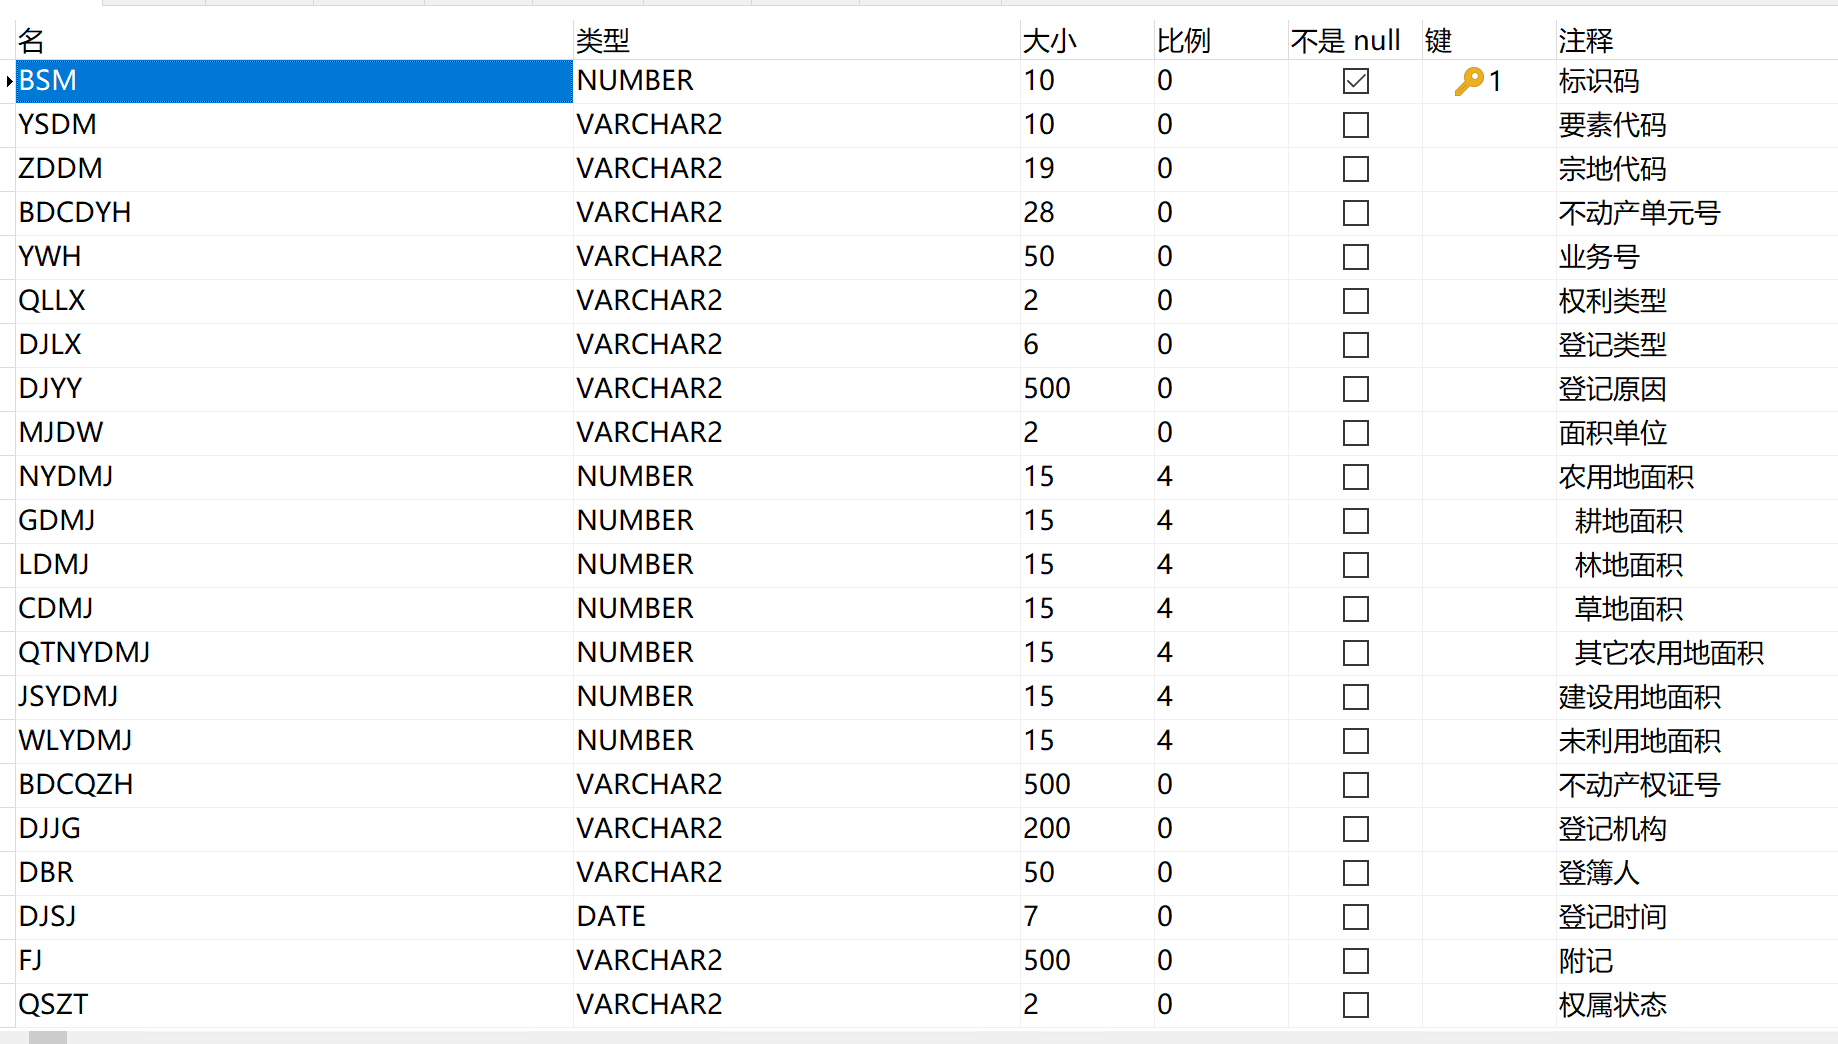 名 类型 大小 比例 不是 null 键 注释
BSM NUMBER 10 0 1 标识码
YSDM VARCHAR2 10 0 要素代码
ZDDM VARCHAR2 19 0 宗地代码
BDCDYH VARCHAR2 28 0 不动产单元号
YWH VARCHAR2 50 0 业务号
QLLX VARCHAR2 2 0 权利类型
DJLX VARCHAR2 6 0 登记类型
DJYY VARCHAR2 500 0 登记原因
MJDW VARCHAR2 2 0 面积单位
NYDMJ NUMBER 15 4 农用地面积
GDMJ NUMBER 15 4 耕地面积
LDMJ NUMBER 15 4 林地面积
CDMJ NUMBER 15 4 草地面积
QTNYDMJ NUMBER 15 4 其它农用地面积
JSYDMJ NUMBER 15 4 建设用地面积
WLYDMJ NUMBER 15 4 未利用地面积
BDCQZH VARCHAR2 500 0 不动产权证号
DJJG VARCHAR2 200 0 登记机构
DBR VARCHAR2 50 0 登簿人
DJSJ DATE 7 0 登记时间
FJ VARCHAR2 500 0 附记
QSZT VARCHAR2 2 0 权属状态